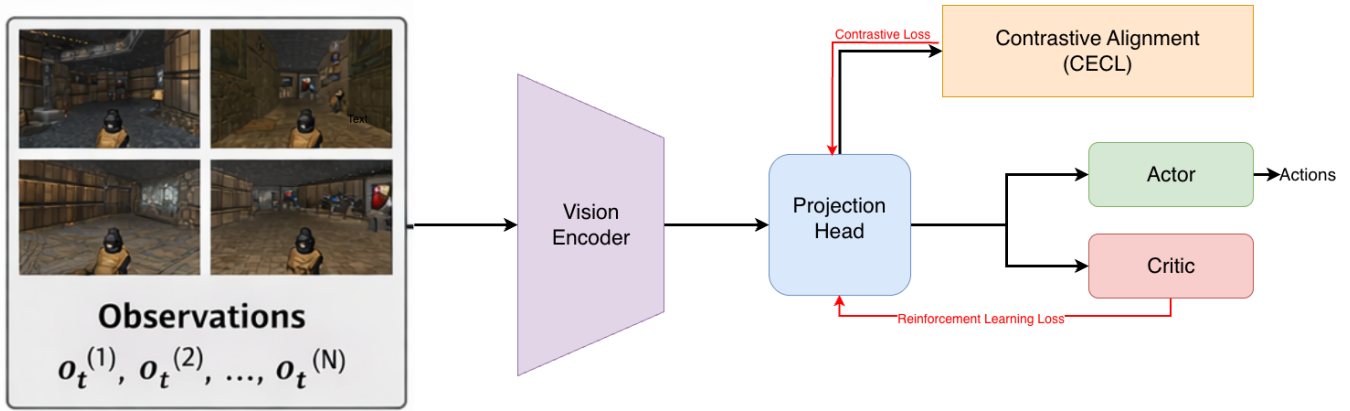 Text
Observations
o_t^(1), o_t^(2), ..., o_t^(N)
Vision
Encoder
Projection
Head
Contrastive Loss
Contrastive Alignment
(CECL)
Actor
Actions
Critic
Reinforcement Learning Loss